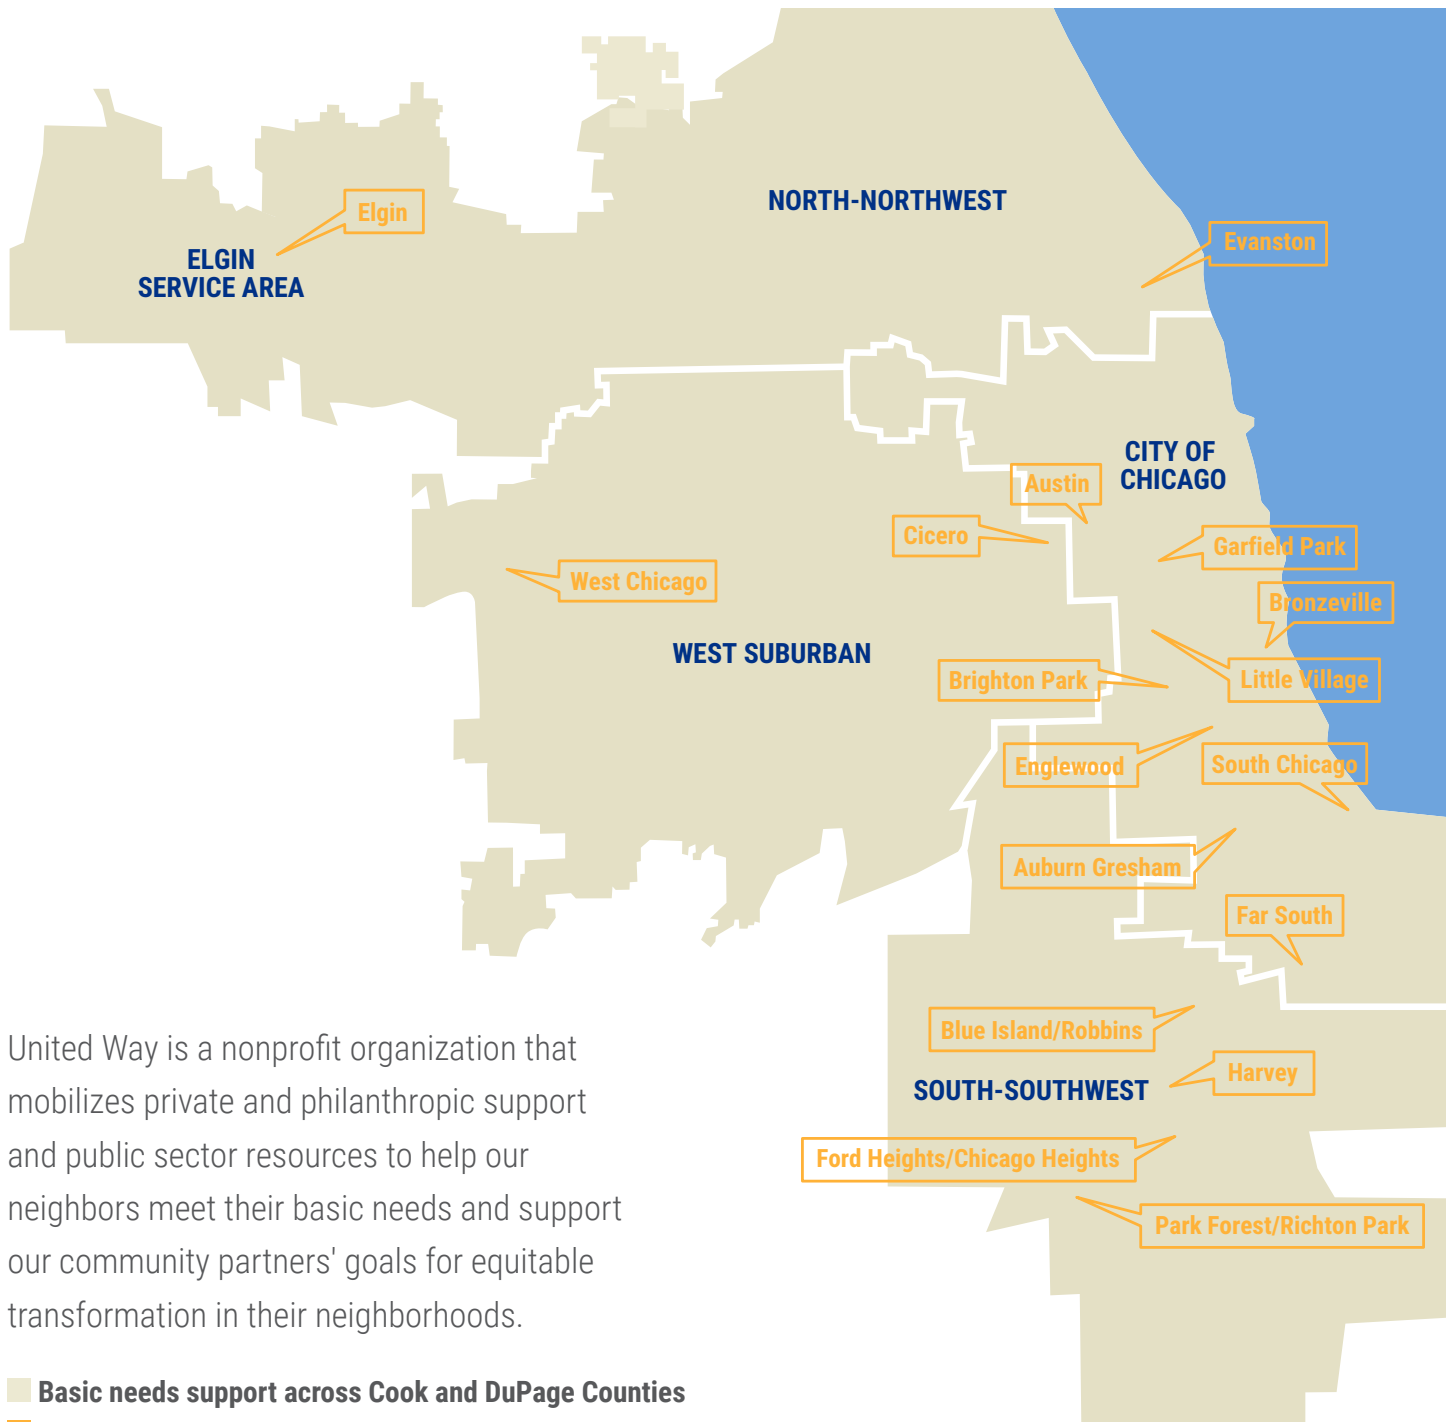 NORTH-NORTHWEST
Elgin
Evanston
ELGIN
SERVICE AREA
CITY OF
CHICAGO
Austin
Cicero
Garfield Park
West Chicago
Bronzeville
WEST SUBURBAN
Brighton Park
Little Village
Englewood
South Chicago
Auburn Gresham
Far South
Blue Island/Robbins
Harvey
SOUTH-SOUTHWEST
Ford Heights/Chicago Heights
Park Forest/Richton Park
United Way is a nonprofit organization that
mobilizes private and philanthropic support
and public sector resources to help our
neighbors meet their basic needs and support
our community partners' goals for equitable
transformation in their neighborhoods.
Basic needs support across Cook and DuPage Counties